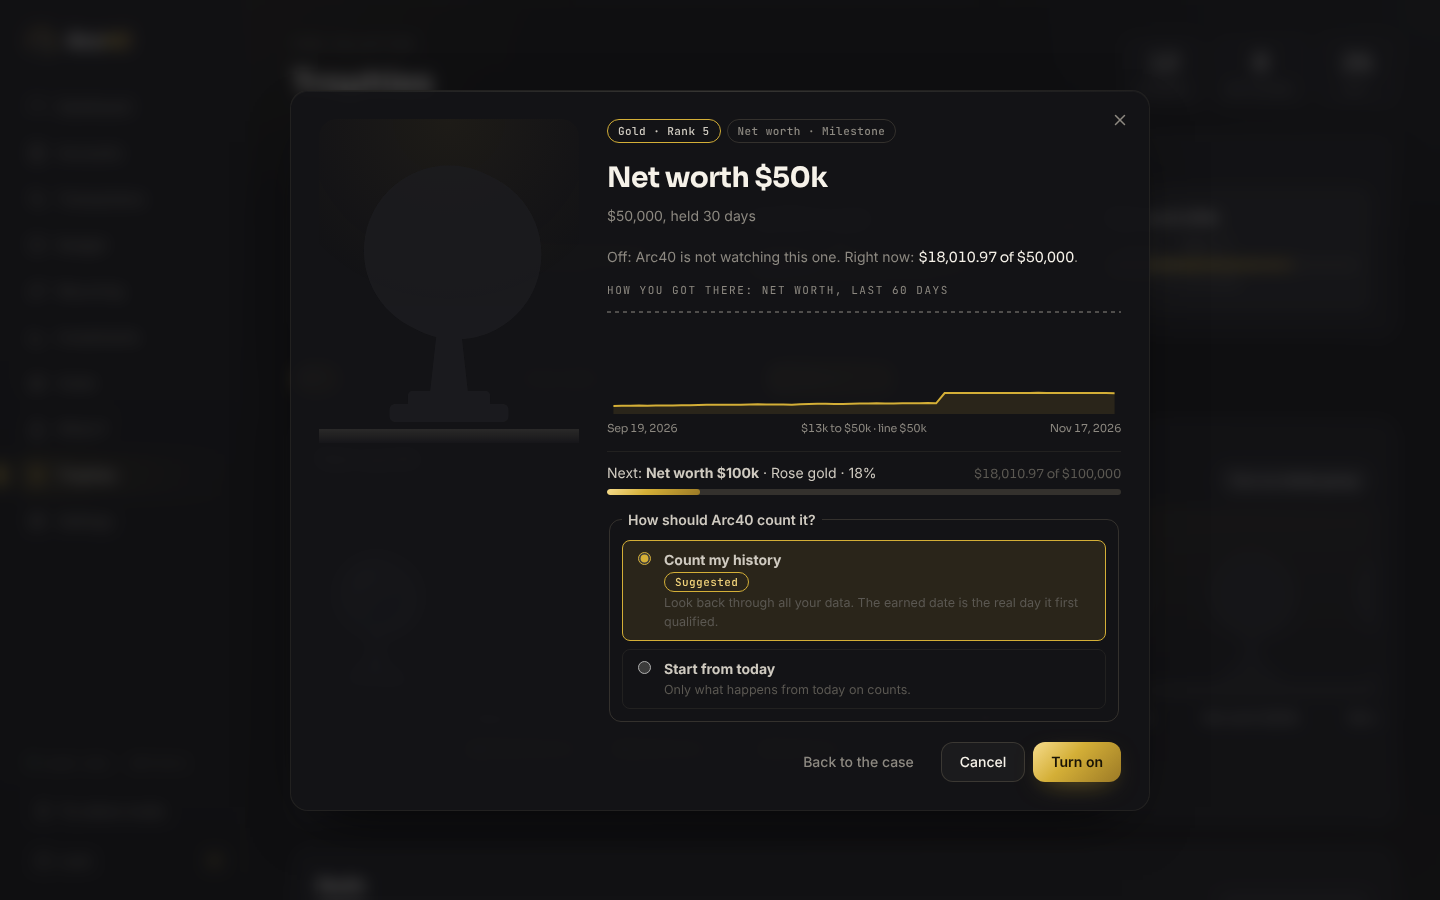 Gold · Rank 5
Net worth · Milestone
Net worth $50k
$50,000, held 30 days
Off: Arc40 is not watching this one. Right now: $18,010.97 of $50,000.
HOW YOU GOT THERE: NET WORTH, LAST 60 DAYS
Sep 19, 2026
$13k to $50k · line $50k
Nov 17, 2026
Next: Net worth $100k · Rose gold · 18%
$18,010.97 of $100,000
How should Arc40 count it?
Count my history
Suggested
Look back through all your data. The earned date is the real day it first
qualified.
Start from today
Only what happens from today on counts.
Back to the case
Cancel
Turn on